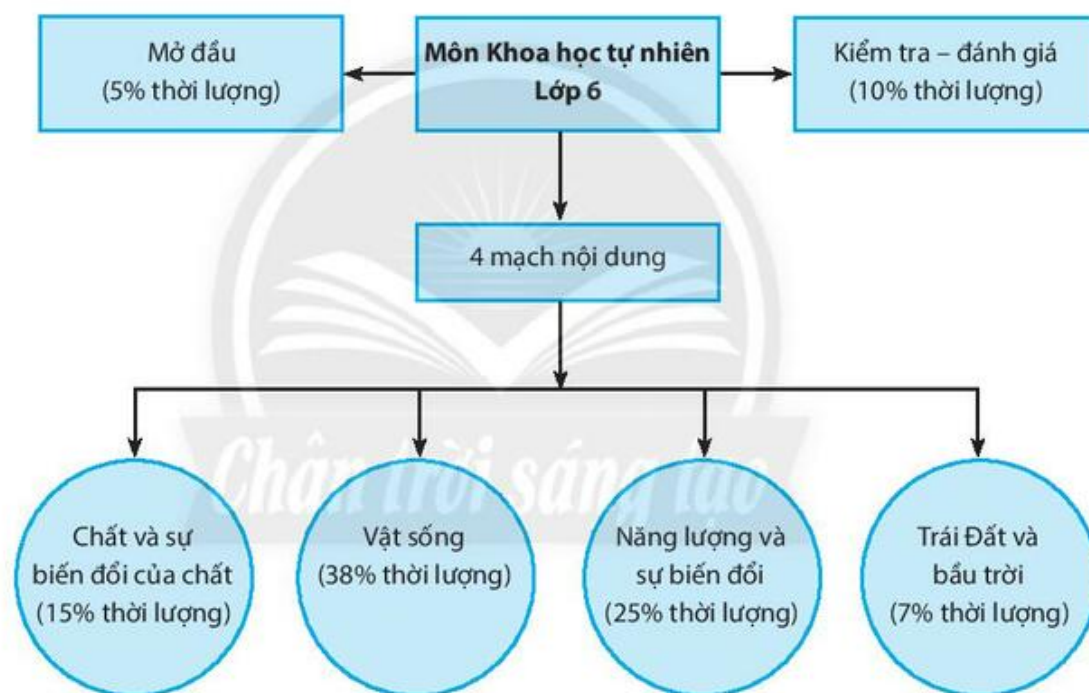 Mở đầu
(5% thời lượng)
Môn Khoa học tự nhiên
Lớp 6
Kiểm tra – đánh giá
(10% thời lượng)
4 mạch nội dung
Chân trời sáng tạo
Chất và sự
biến đổi của chất
(15% thời lượng)
Vật sống
(38% thời lượng)
Năng lượng và
sự biến đổi
(25% thời lượng)
Trái Đất và
bầu trời
(7% thời lượng)